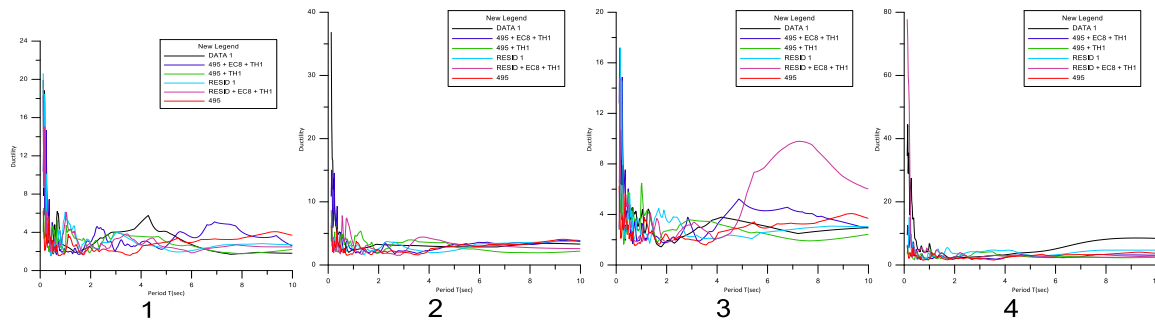 New Legend
DATA 1
495 + EC8 + TH1
495 + TH1
RESID 1
RESID + EC8 + TH1
495
Ductility
24
20
16
12
8
4
0
0 2 4 6 8 10
Period T(sec)
1
New Legend
DATA 1
495 + EC8 + TH1
495 + TH1
RESID 1
RESID + EC8 + TH1
495
Ductility
40
30
20
10
0
0 2 4 6 8 10
Period T(sec)
2
New Legend
DATA 1
495 + EC8 + TH1
495 + TH1
RESID 1
RESID + EC8 + TH1
495
Ductility
20
16
12
8
4
0
0 2 4 6 8 10
Period T(sec)
3
New Legend
DATA 1
495 + EC8 + TH1
495 + TH1
RESID 1
RESID + EC8 + TH1
495
Ductility
80
60
40
20
0
0 2 4 6 8 10
Period T(sec)
4